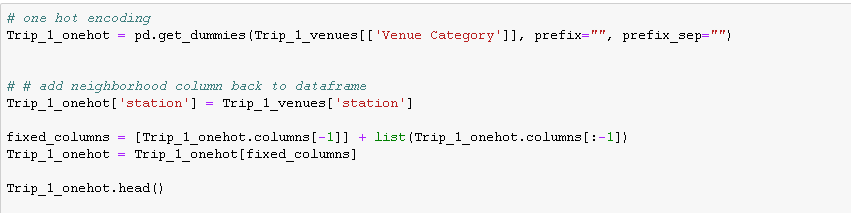 # one hot encoding
Trip_1_onehot = pd.get_dummies(Trip_1_venues[['Venue Category']], prefix="", prefix_sep="")
# # add neighborhood column back to dataframe
Trip_1_onehot['station'] = Trip_1_venues['station']
fixed_columns = [Trip_1_onehot.columns[-1]] + list(Trip_1_onehot.columns[:-1])
Trip_1_onehot = Trip_1_onehot[fixed_columns]
Trip_1_onehot.head()